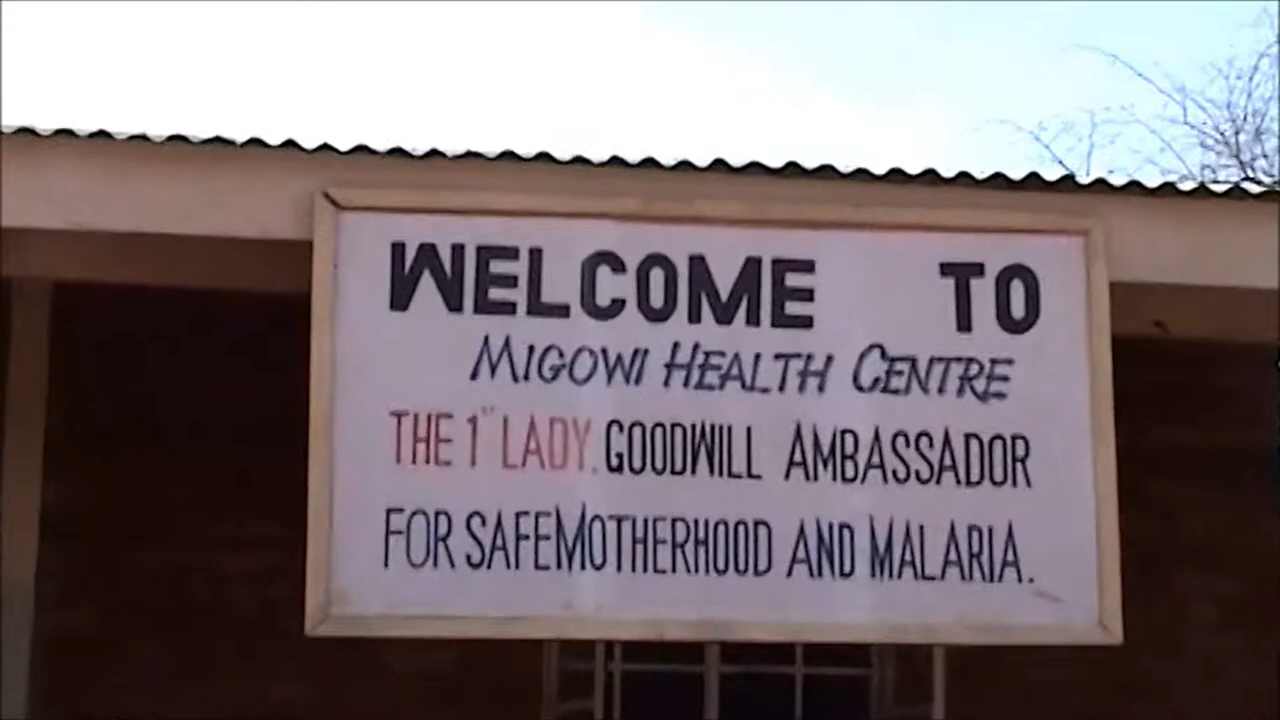 WELCOME TO
MIGOWI HEALTH CENTRE
THE 1st LADY. GOODWILL AMBASSADOR
FOR SAFEMOTHERHOOD AND MALARIA.